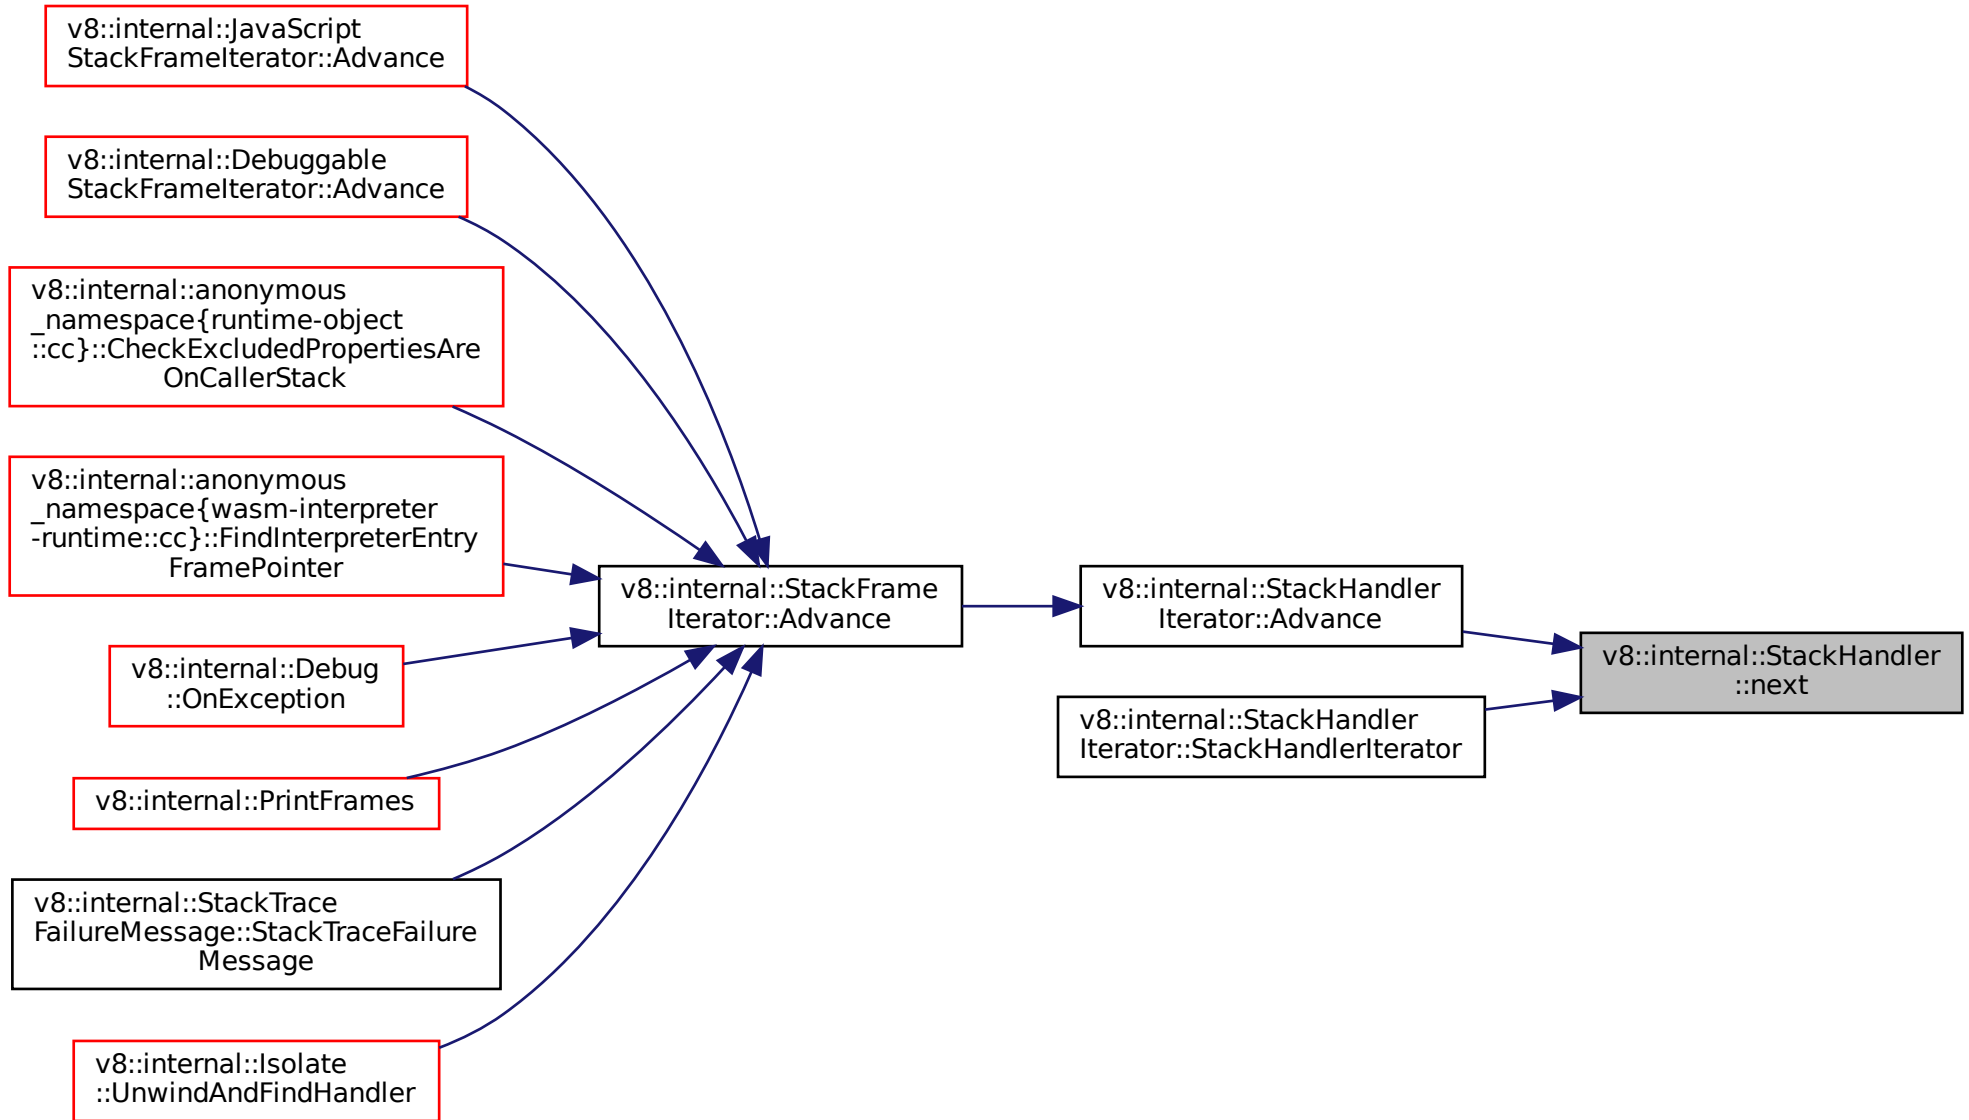 v8::internal::JavaScript
StackFrameIterator::Advance
v8::internal::Debuggable
StackFrameIterator::Advance
v8::internal::anonymous
_namespace{runtime-object
::cc}::CheckExcludedPropertiesAre
OnCallerStack
v8::internal::anonymous
_namespace{wasm-interpreter
-runtime::cc}::FindInterpreterEntry
FramePointer
v8::internal::Debug
::OnException
v8::internal::PrintFrames
v8::internal::StackTrace
FailureMessage::StackTraceFailure
Message
v8::internal::Isolate
::UnwindAndFindHandler
v8::internal::StackFrame
Iterator::Advance
v8::internal::StackHandler
Iterator::Advance
v8::internal::StackHandler
Iterator::StackHandlerIterator
v8::internal::StackHandler
::next